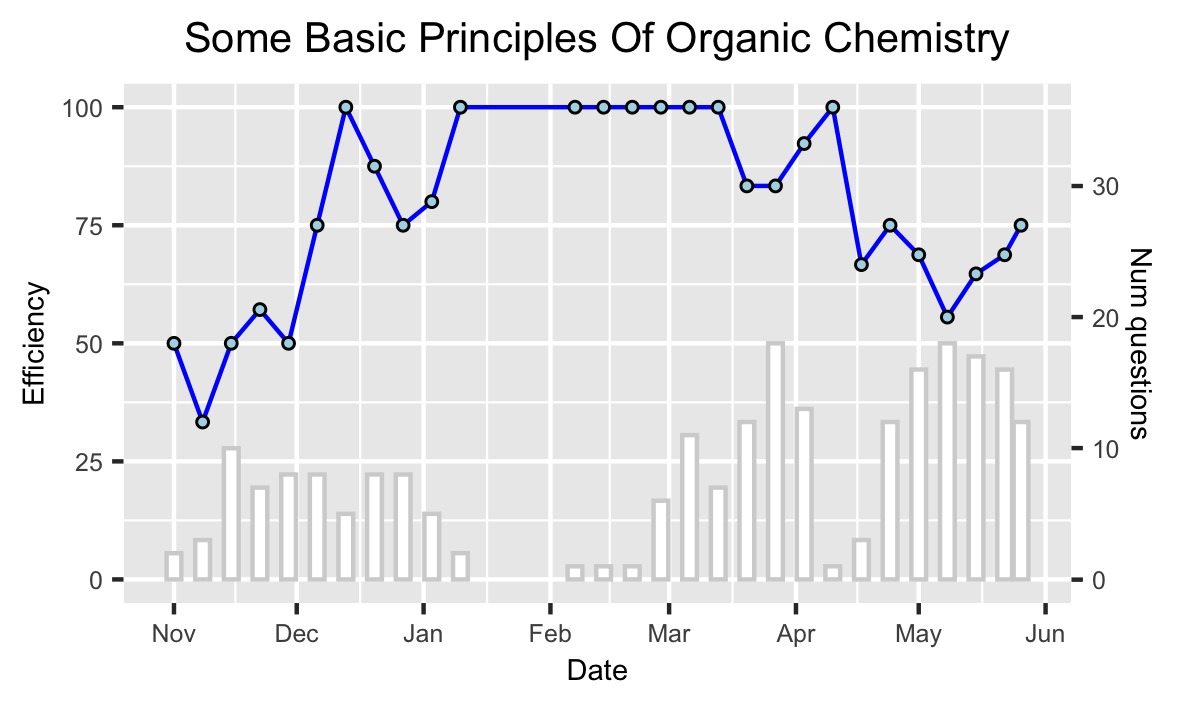 Some Basic Principles Of Organic Chemistry
100
75
50
25
0
Efficiency
30
20
10
0
Num questions
Nov Dec Jan Feb Mar Apr May Jun
Date